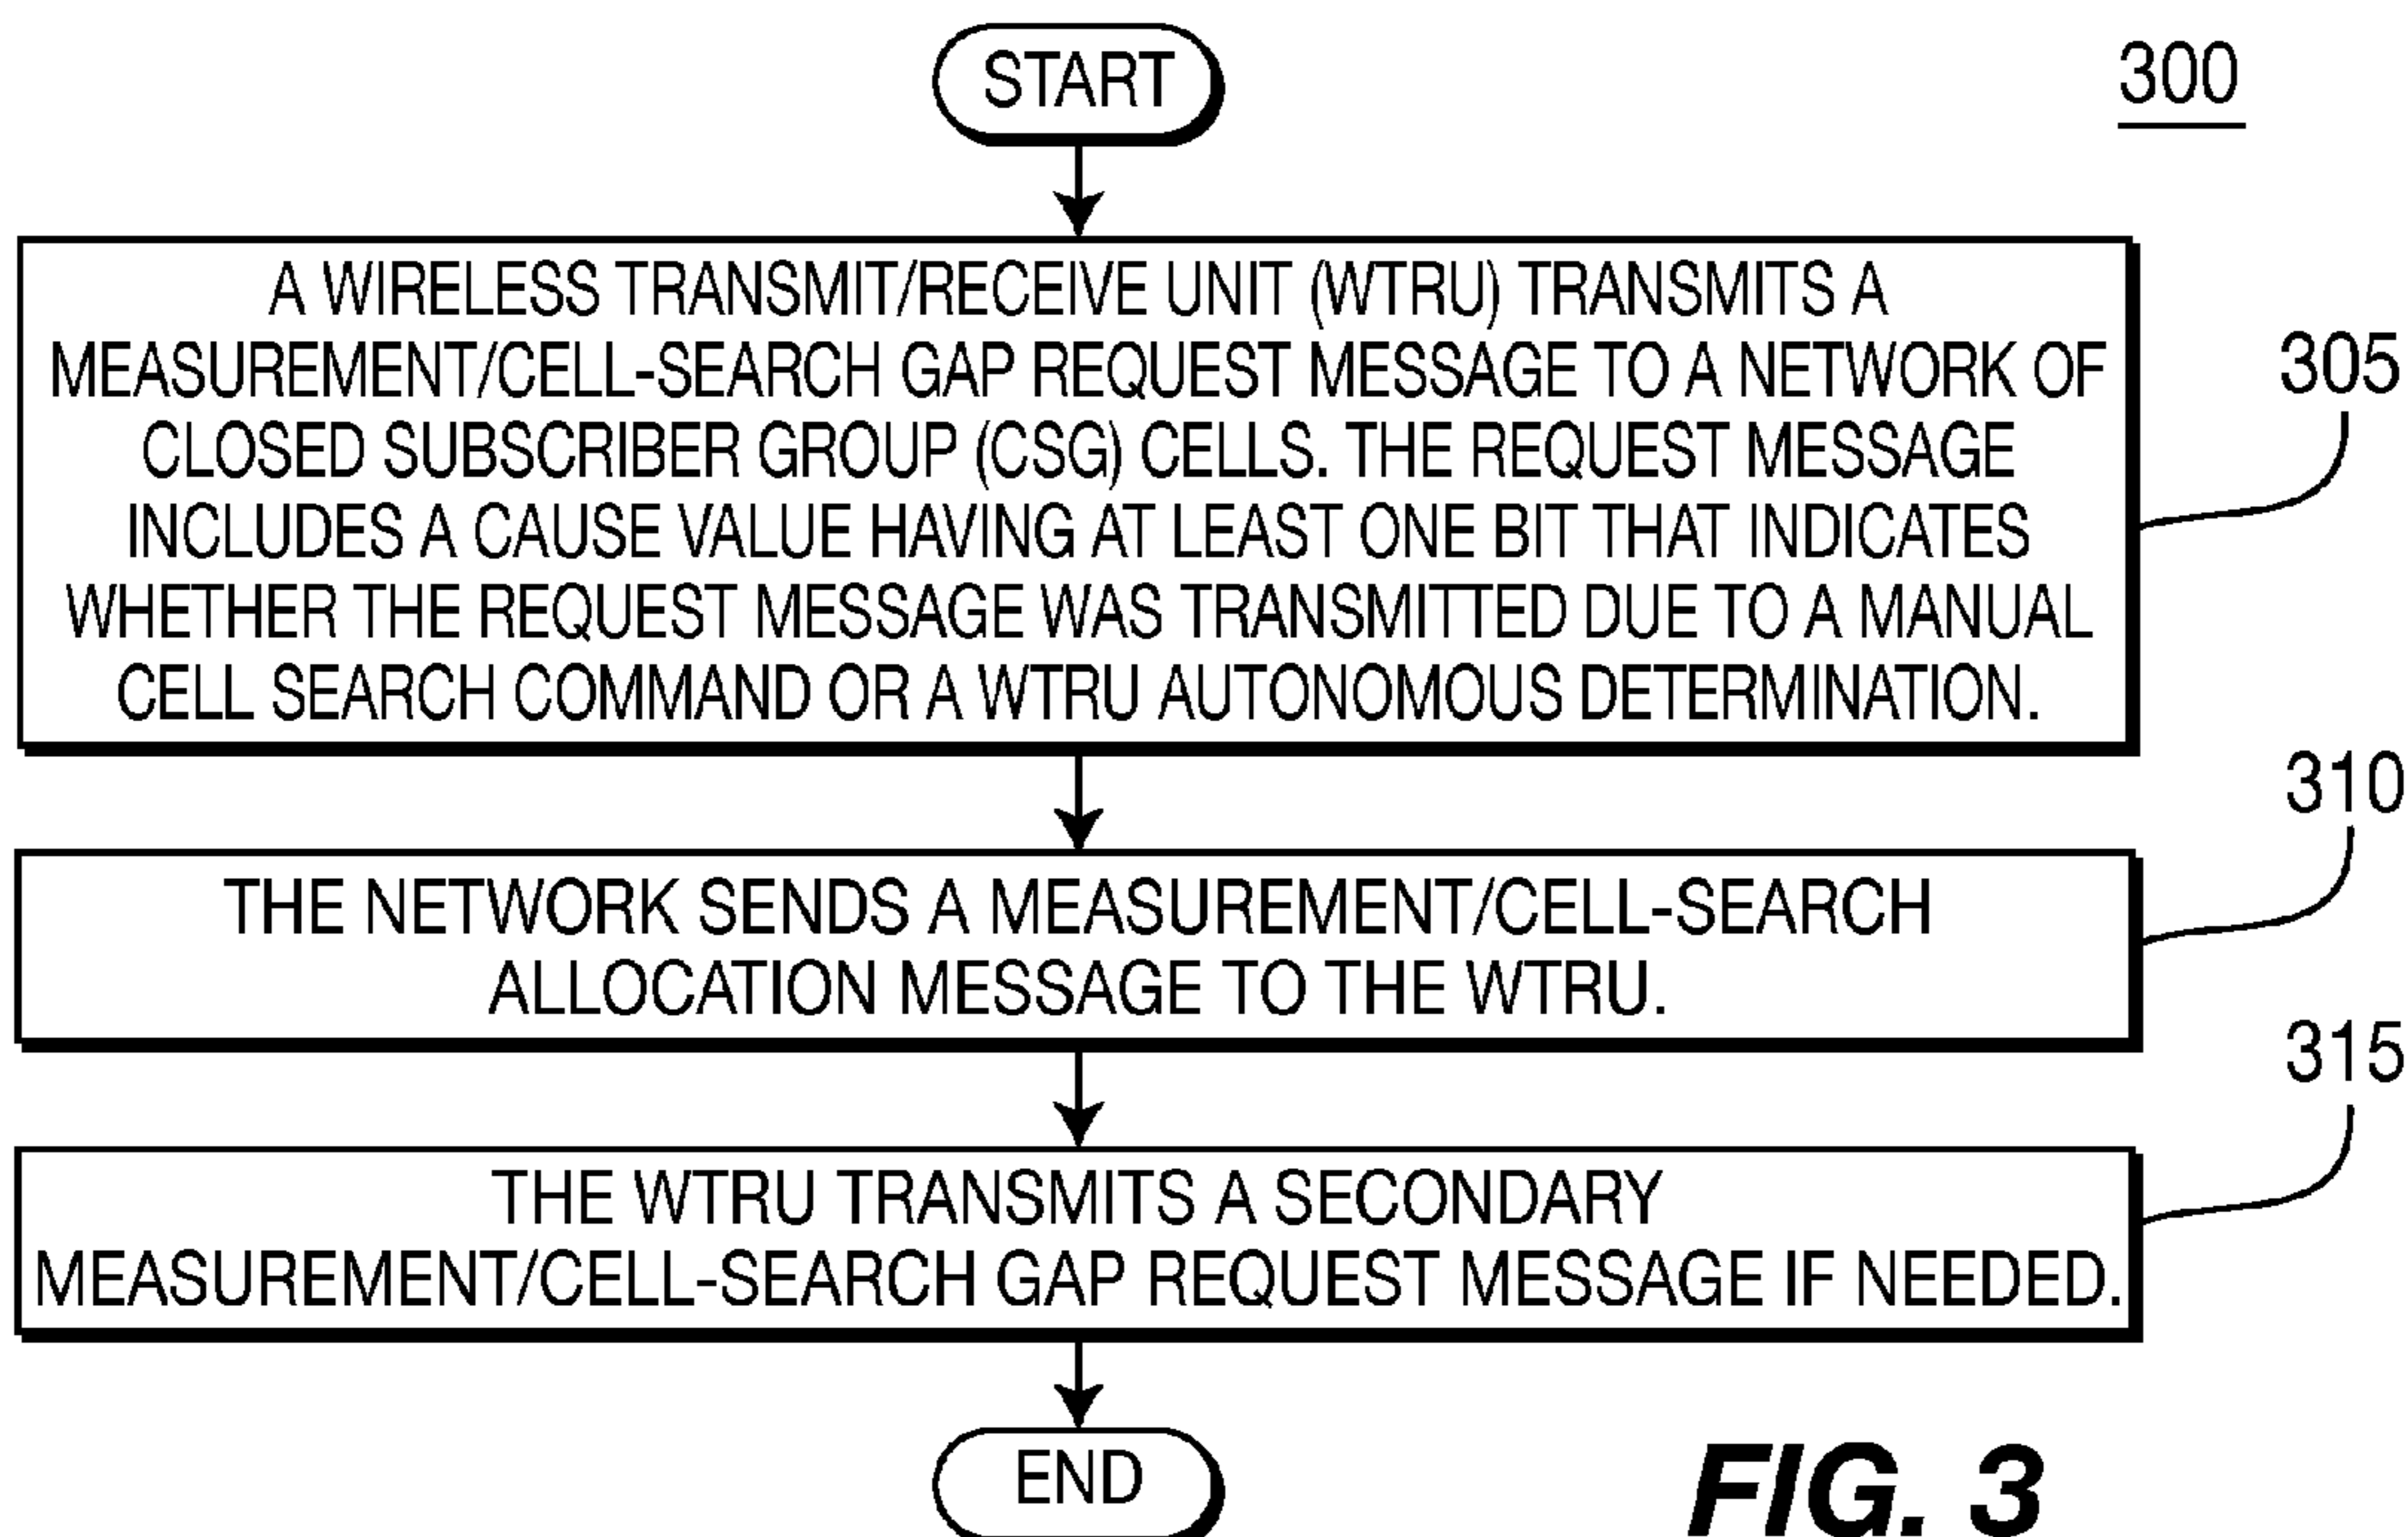 START
300
A WIRELESS TRANSMIT/RECEIVE UNIT (WTRU) TRANSMITS A
MEASUREMENT/CELL-SEARCH GAP REQUEST MESSAGE TO A NETWORK OF
CLOSED SUBSCRIBER GROUP (CSG) CELLS. THE REQUEST MESSAGE
INCLUDES A CAUSE VALUE HAVING AT LEAST ONE BIT THAT INDICATES
WHETHER THE REQUEST MESSAGE WAS TRANSMITTED DUE TO A MANUAL
CELL SEARCH COMMAND OR A WTRU AUTONOMOUS DETERMINATION.
305
310
THE NETWORK SENDS A MEASUREMENT/CELL-SEARCH
ALLOCATION MESSAGE TO THE WTRU.
315
THE WTRU TRANSMITS A SECONDARY
MEASUREMENT/CELL-SEARCH GAP REQUEST MESSAGE IF NEEDED.
END
FIG. 3